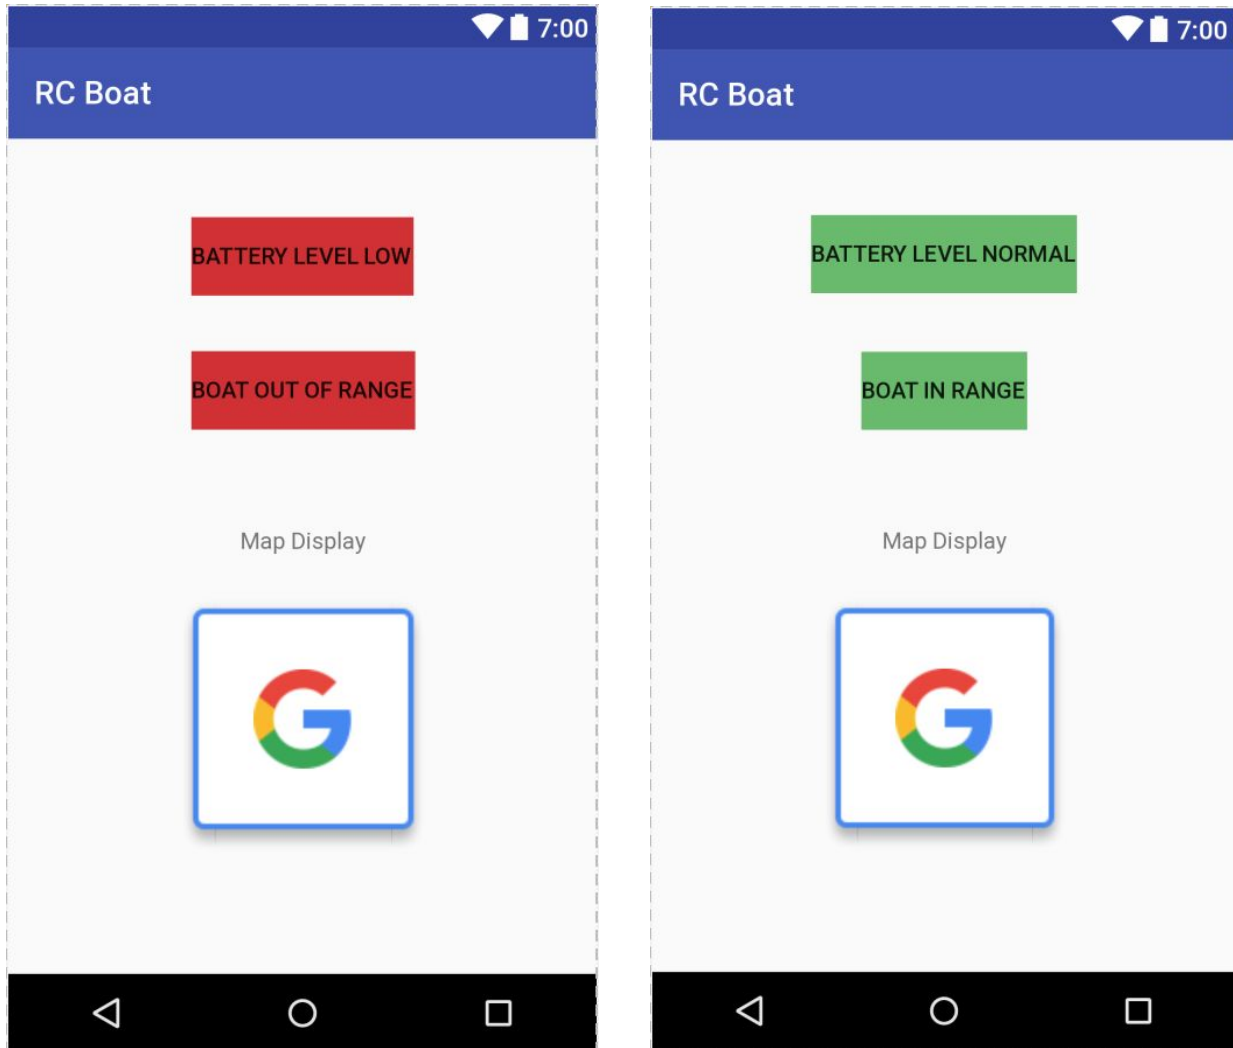 7:00
RC Boat
BATTERY LEVEL LOW
BOAT OUT OF RANGE
Map Display
G
7:00
RC Boat
BATTERY LEVEL NORMAL
BOAT IN RANGE
Map Display
G